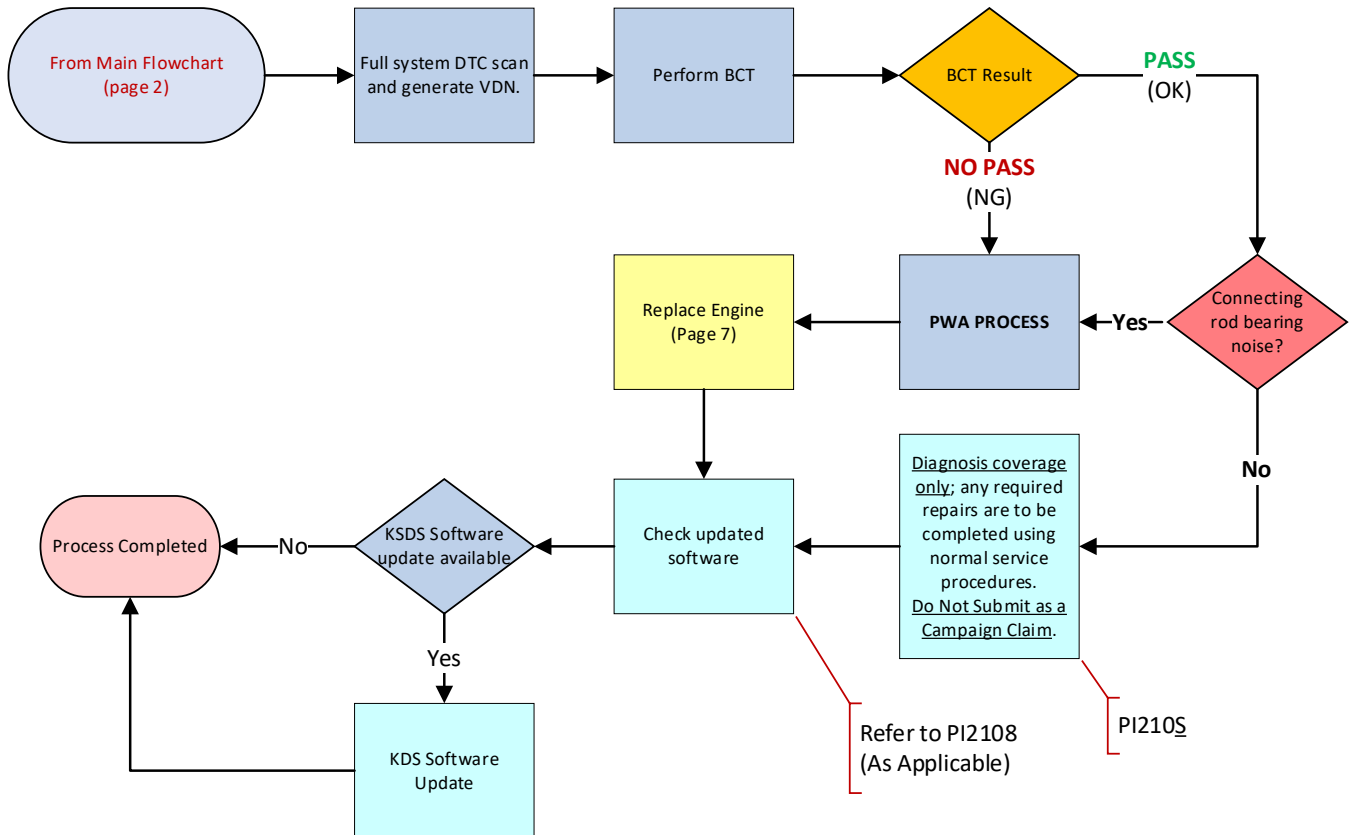 From Main Flowchart
(page 2)
Full system DTC scan
and generate VDN.
Perform BCT
BCT Result
PASS
(OK)
NO PASS
(NG)
Replace Engine
(Page 7)
PWA PROCESS
Yes
Connecting
rod bearing
noise?
No
Diagnosis coverage
only; any required
repairs are to be
completed using
normal service
procedures.
Do Not Submit as a
Campaign Claim.
Check updated
software
KSDS Software
update available
No
Process Completed
Yes
KDS Software
Update
Refer to PI2108
(As Applicable)
PI210S